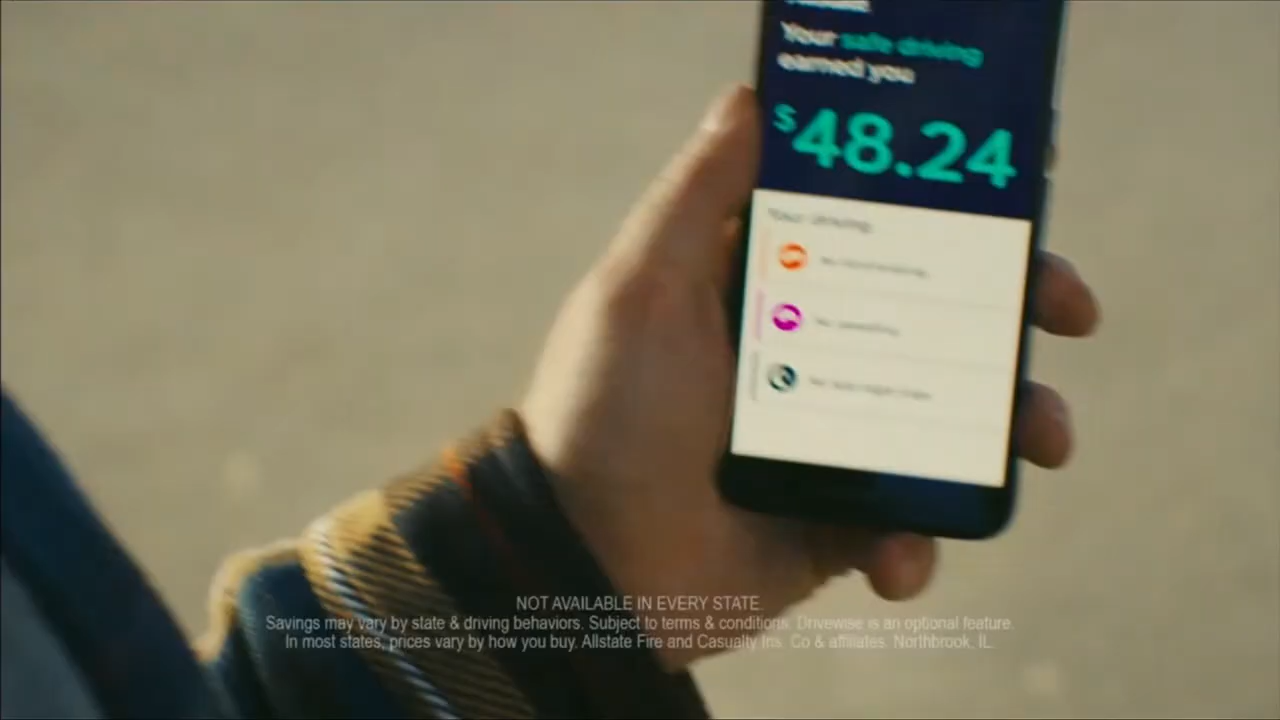 Your safe driving
earned you
$48.24
Your driving
NOT AVAILABLE IN EVERY STATE.
Savings may vary by state & driving behaviors. Subject to terms & conditions. Drivewise is an optional feature.
In most states, prices vary by how you buy. Allstate Fire and Casualty Ins. Co & affiliates. Northbrook, IL.